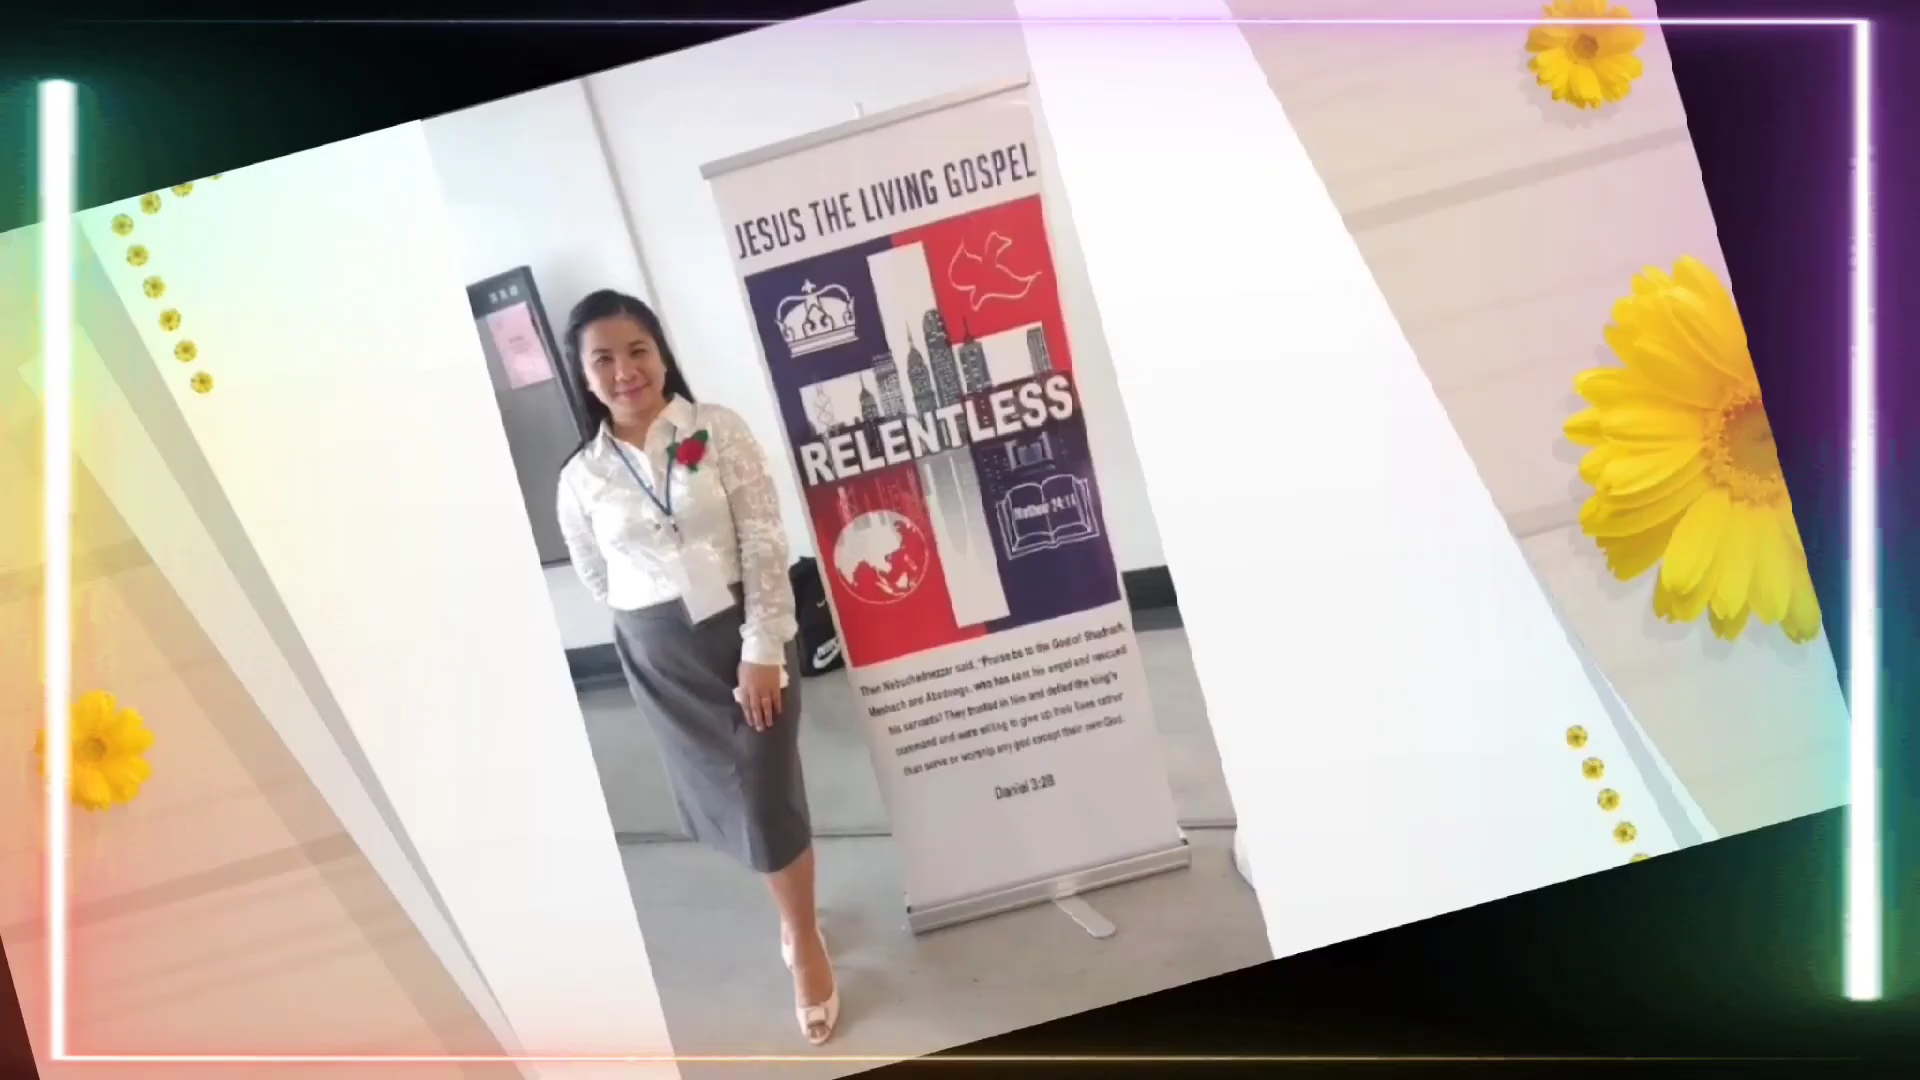 JESUS THE LIVING GOSPEL
RELENTLESS
Matthew 24:14
Then Nebuchadnezzar said, "Praise be to the God of Shadrach,
Meshach and Abednego, who has sent his angel and rescued
his servants! They trusted in him and defied the king's
command and were willing to give up their lives rather
than serve or worship any god except their own God.
Daniel 3:28